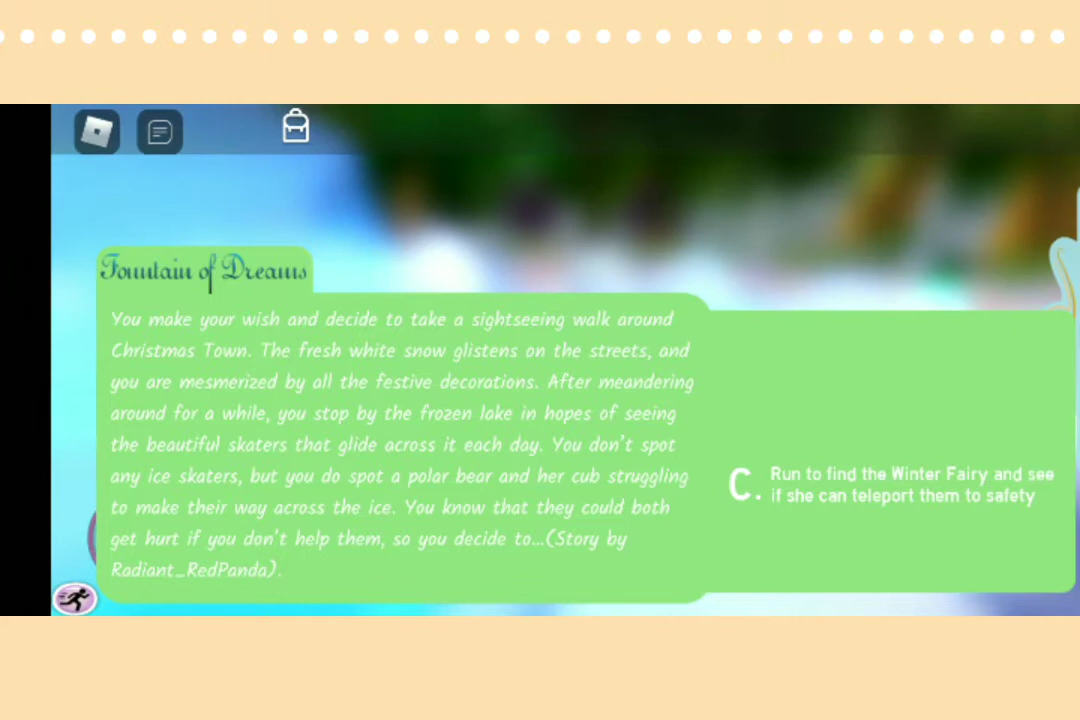 Fountain of Dreams
You make your wish and decide to take a sightseeing walk around
Christmas Town. The fresh white snow glistens on the streets, and
you are mesmerized by all the festive decorations. After meandering
around for a while, you stop by the frozen lake in hopes of seeing
the beautiful skaters that glide across it each day. You don't spot
any ice skaters, but you do spot a polar bear and her cub struggling
to make their way across the ice. You know that they could both
get hurt if you don't help them, so you decide to...(Story by
Radiant_RedPanda).
C. Run to find the Winter Fairy and see
if she can teleport them to safety